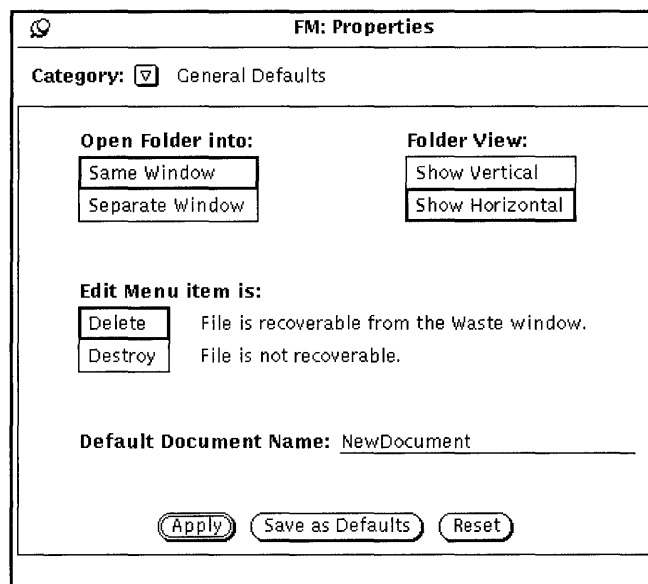 FM: Properties
Category: General Defaults
Open Folder into:
Same Window
Separate Window
Folder View:
Show Vertical
Show Horizontal
Edit Menu item is:
Delete File is recoverable from the Waste window.
Destroy File is not recoverable.
Default Document Name: NewDocument
Apply Save as Defaults Reset